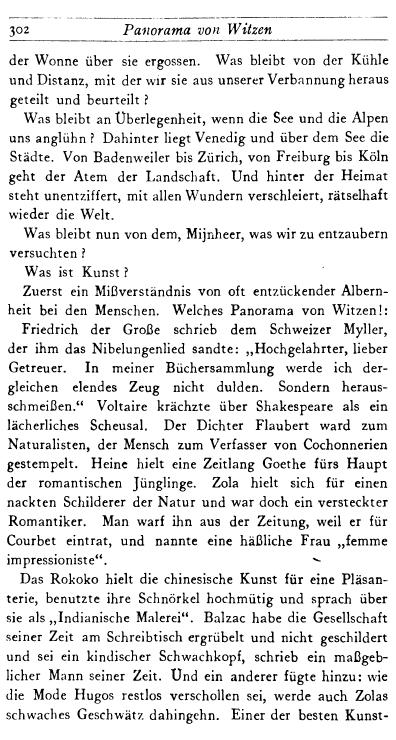 302 Panorama von Witzen
der Wonne über sie ergossen. Was bleibt von der Kühle
und Distanz, mit der wir sie aus unserer Verbannung heraus
geteilt und beurteilt?
Was bleibt an Überlegenheit, wenn die See und die Alpen
uns anglühn? Dahinter liegt Venedig und über dem See die
Städte. Von Badenweiler bis Zürich, von Freiburg bis Köln
geht der Atem der Landschaft. Und hinter der Heimat
steht unentziffert, mit allen Wundern verschleiert, rätselhaft
wieder die Welt.
Was bleibt nun von dem, Mijnheer, was wir zu entzaubern
versuchten?
Was ist Kunst?
Zuerst ein Mißverständnis von oft entzückender Albern-
heit bei den Menschen. Welches Panorama von Witzen!:
Friedrich der Große schrieb dem Schweizer Myller,
der ihm das Nibelungenlied sandte: „Hochgelahrter, lieber
Getreuer. In meiner Büchersammlung werde ich der-
gleichen elendes Zeug nicht dulden. Sondern heraus-
schmeißen.“ Voltaire krächzte über Shakespeare als ein
lächerliches Scheusal. Der Dichter Flaubert ward zum
Naturalisten, der Mensch zum Verfasser von Cochonnerien
gestempelt. Heine hielt eine Zeitlang Goethe fürs Haupt
der romantischen Jünglinge. Zola hielt sich für einen
nackten Schilderer der Natur und war doch ein versteckter
Romantiker. Man warf ihn aus der Zeitung, weil er für
Courbet eintrat, und nannte eine häßliche Frau „femme
impressioniste“.
Das Rokoko hielt die chinesische Kunst für eine Pläsan-
terie, benutzte ihre Schnörkel hochmütig und sprach über
sie als „Indianische Malerei“. Balzac habe die Gesellschaft
seiner Zeit am Schreibtisch ergrübelt und nicht geschildert
und sei ein kindischer Schwachkopf, schrieb ein maßgeb-
licher Mann seiner Zeit. Und ein anderer fügte hinzu: wie
die Mode Hugos restlos verschollen sei, werde auch Zolas
schwaches Geschwätz dahingehn. Einer der besten Kunst-